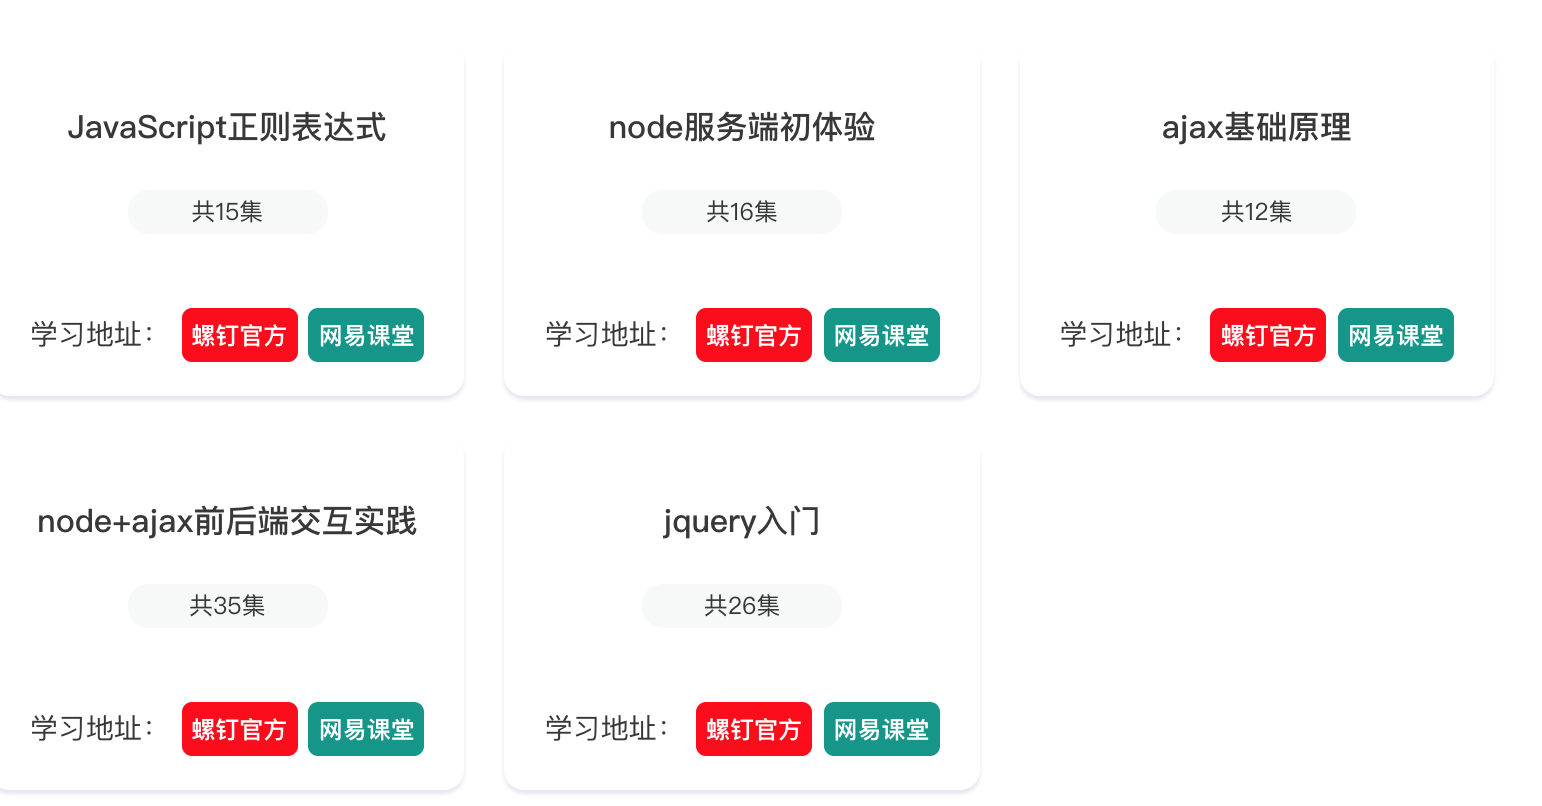 JavaScript正则表达式
共15集
学习地址：
螺钉官方
网易课堂
node服务端初体验
共16集
学习地址：
螺钉官方
网易课堂
ajax基础原理
共12集
学习地址：
螺钉官方
网易课堂
node+ajax前后端交互实践
共35集
学习地址：
螺钉官方
网易课堂
jquery入门
共26集
学习地址：
螺钉官方
网易课堂